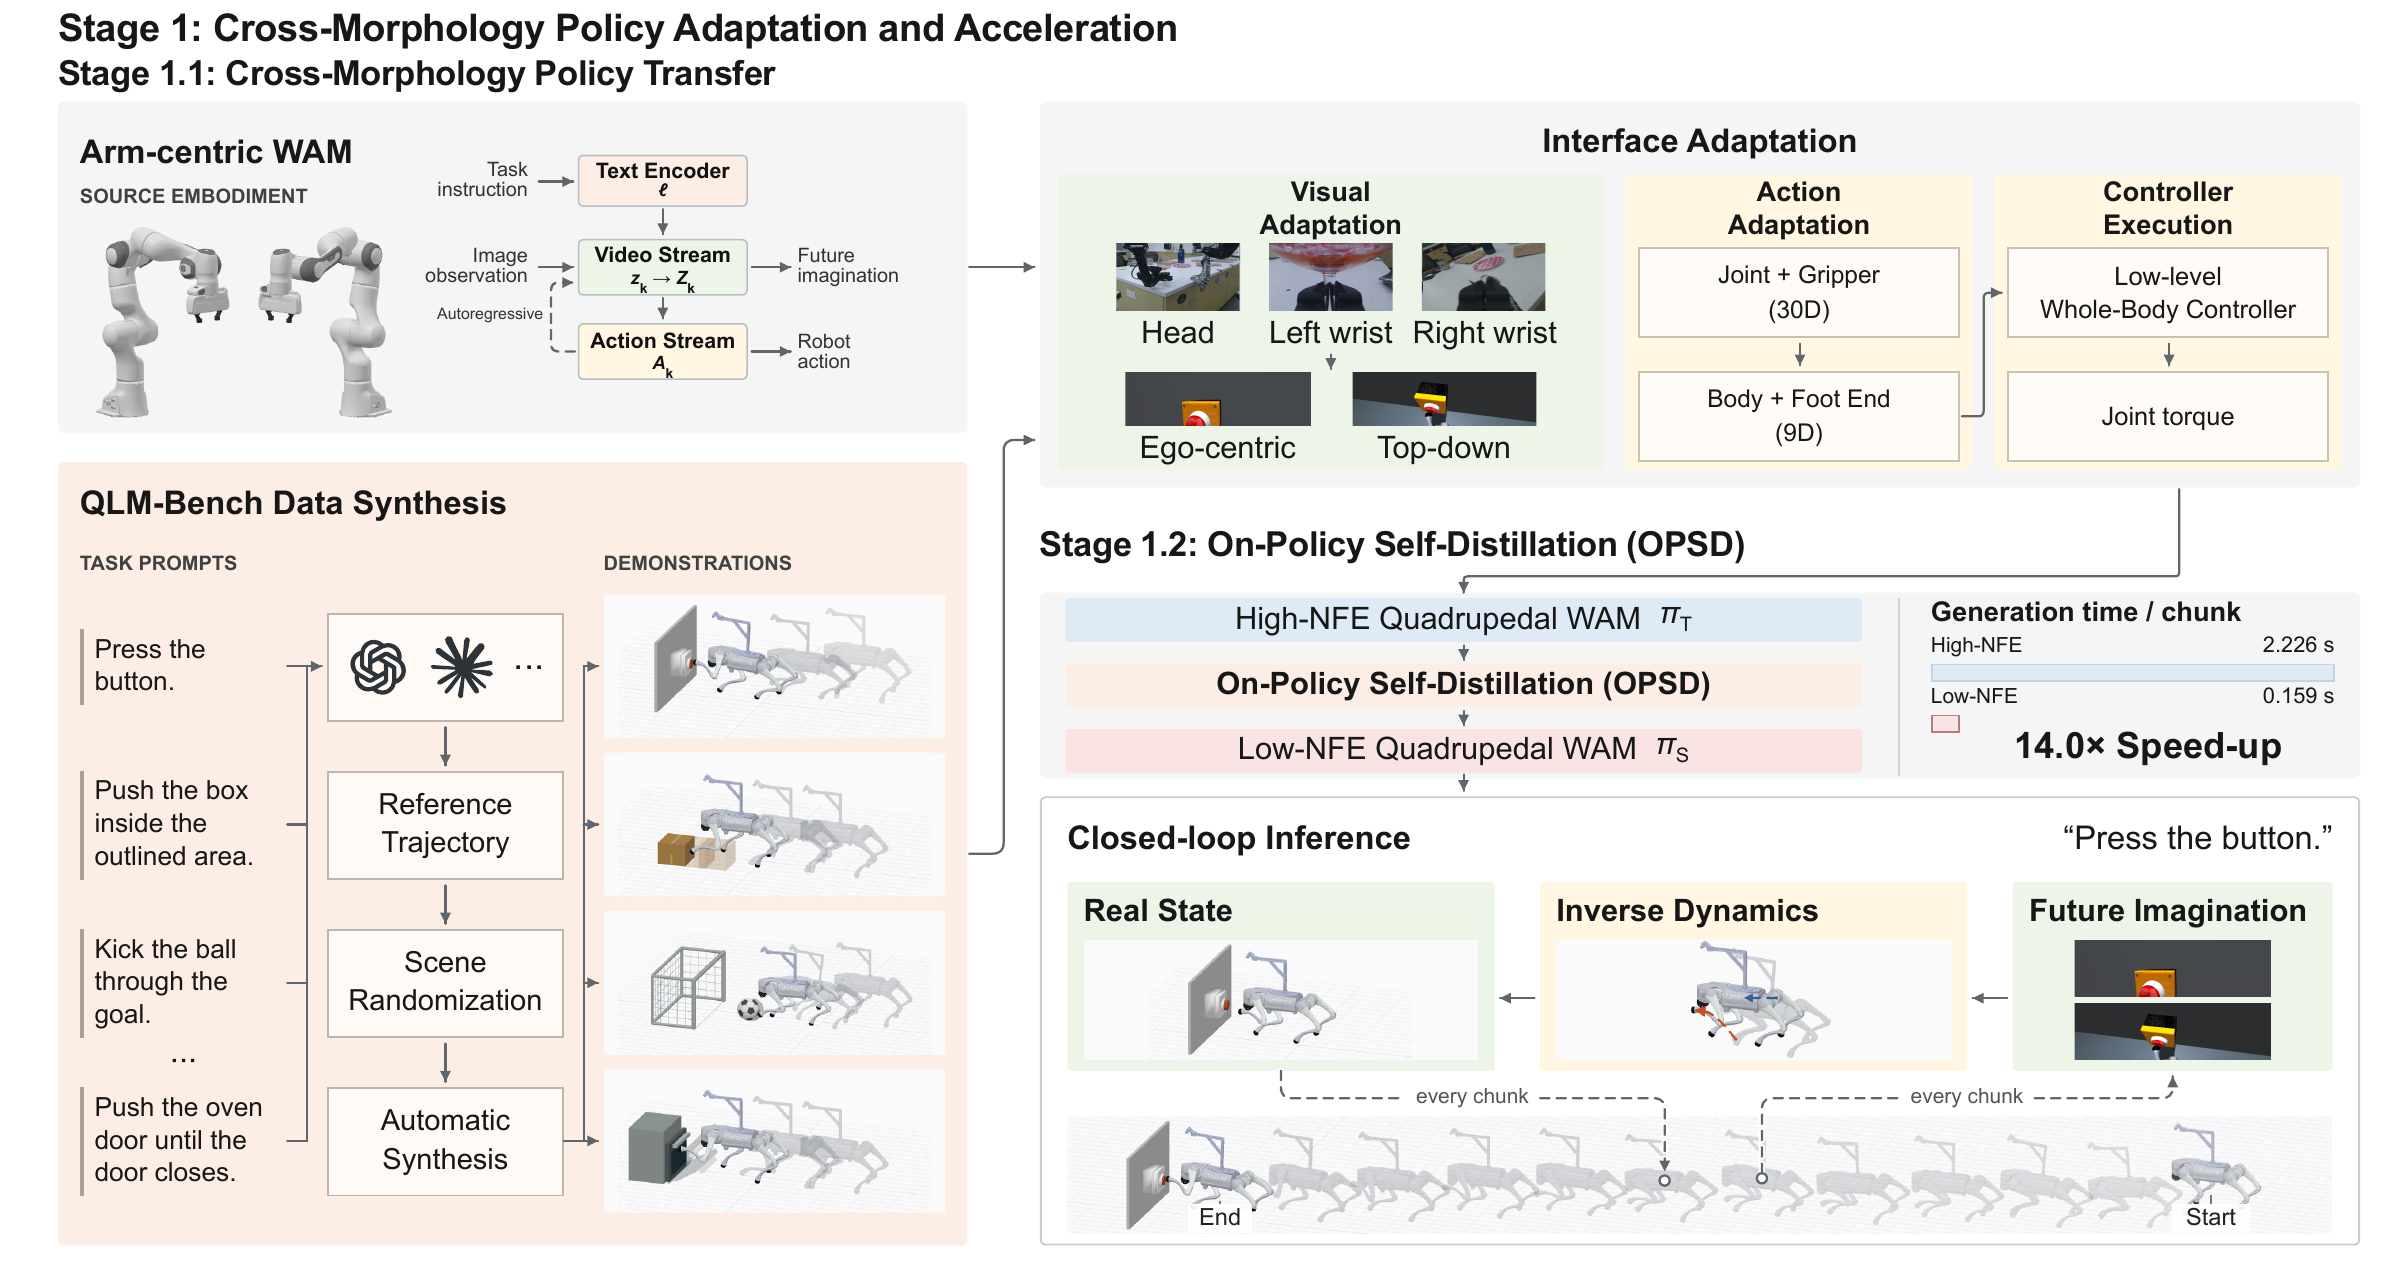 Stage 1: Cross-Morphology Policy Adaptation and Acceleration
Stage 1.1: Cross-Morphology Policy Transfer
Arm-centric WAM
SOURCE EMBODIMENT
Task
instruction
Text Encoder
ℓ
Image
observation
Video Stream
z_k → Z_k
Future
imagination
Autoregressive
Action Stream
A_k
Robot
action
QLM-Bench Data Synthesis
TASK PROMPTS
DEMONSTRATIONS
Press the
button.
Push the box
inside the
outlined area.
Kick the ball
through the
goal.
...
Push the oven
door until the
door closes.
...
Reference
Trajectory
Scene
Randomization
Automatic
Synthesis
Interface Adaptation
Visual
Adaptation
Head
Left wrist
Right wrist
Ego-centric
Top-down
Action
Adaptation
Joint + Gripper
(30D)
Body + Foot End
(9D)
Controller
Execution
Low-level
Whole-Body Controller
Joint torque
Stage 1.2: On-Policy Self-Distillation (OPSD)
High-NFE Quadrupedal WAM π_T
On-Policy Self-Distillation (OPSD)
Low-NFE Quadrupedal WAM π_S
Generation time / chunk
High-NFE 2.226 s
Low-NFE 0.159 s
14.0× Speed-up
Closed-loop Inference
“Press the button.”
Real State
Inverse Dynamics
Future Imagination
every chunk
every chunk
End
Start